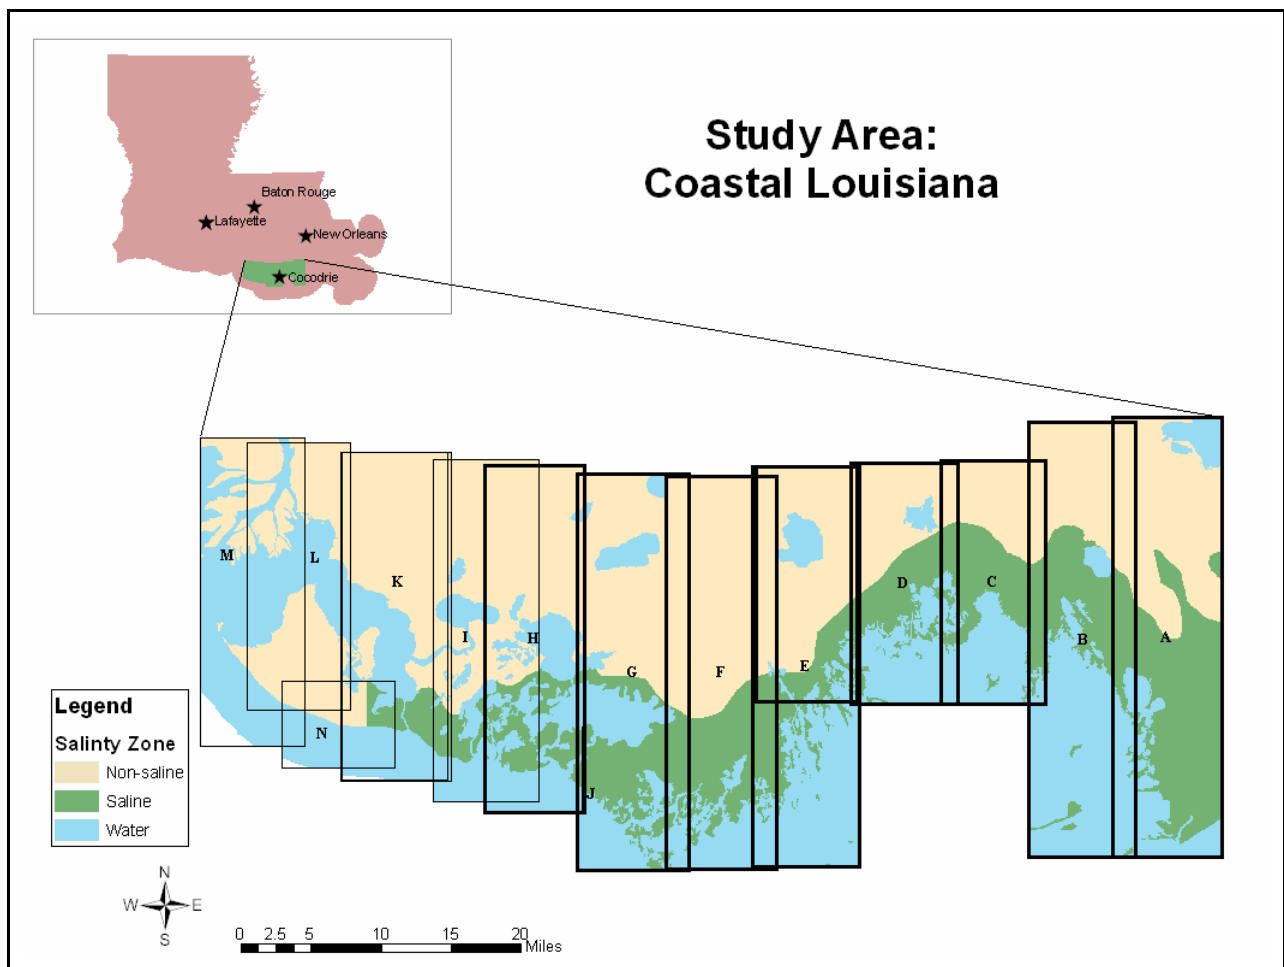 Study Area:
Coastal Louisiana
Baton Rouge
Lafayette
New Orleans
Cocodrie
M
L
K
I
H
G
F
E
D
C
B
A
N
J
Legend
Salinty Zone
Non-saline
Saline
Water
N
W E
S
0 2.5 5 10 15 20
Miles